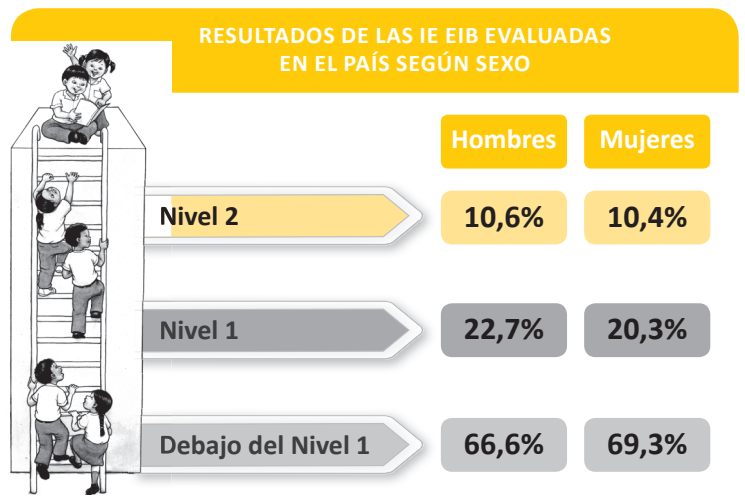 RESULTADOS DE LAS IE EIB EVALUADAS
EN EL PAÍS SEGÚN SEXO
Hombres Mujeres
Nivel 2 10,6% 10,4%
Nivel 1 22,7% 20,3%
Debajo del Nivel 1 66,6% 69,3%